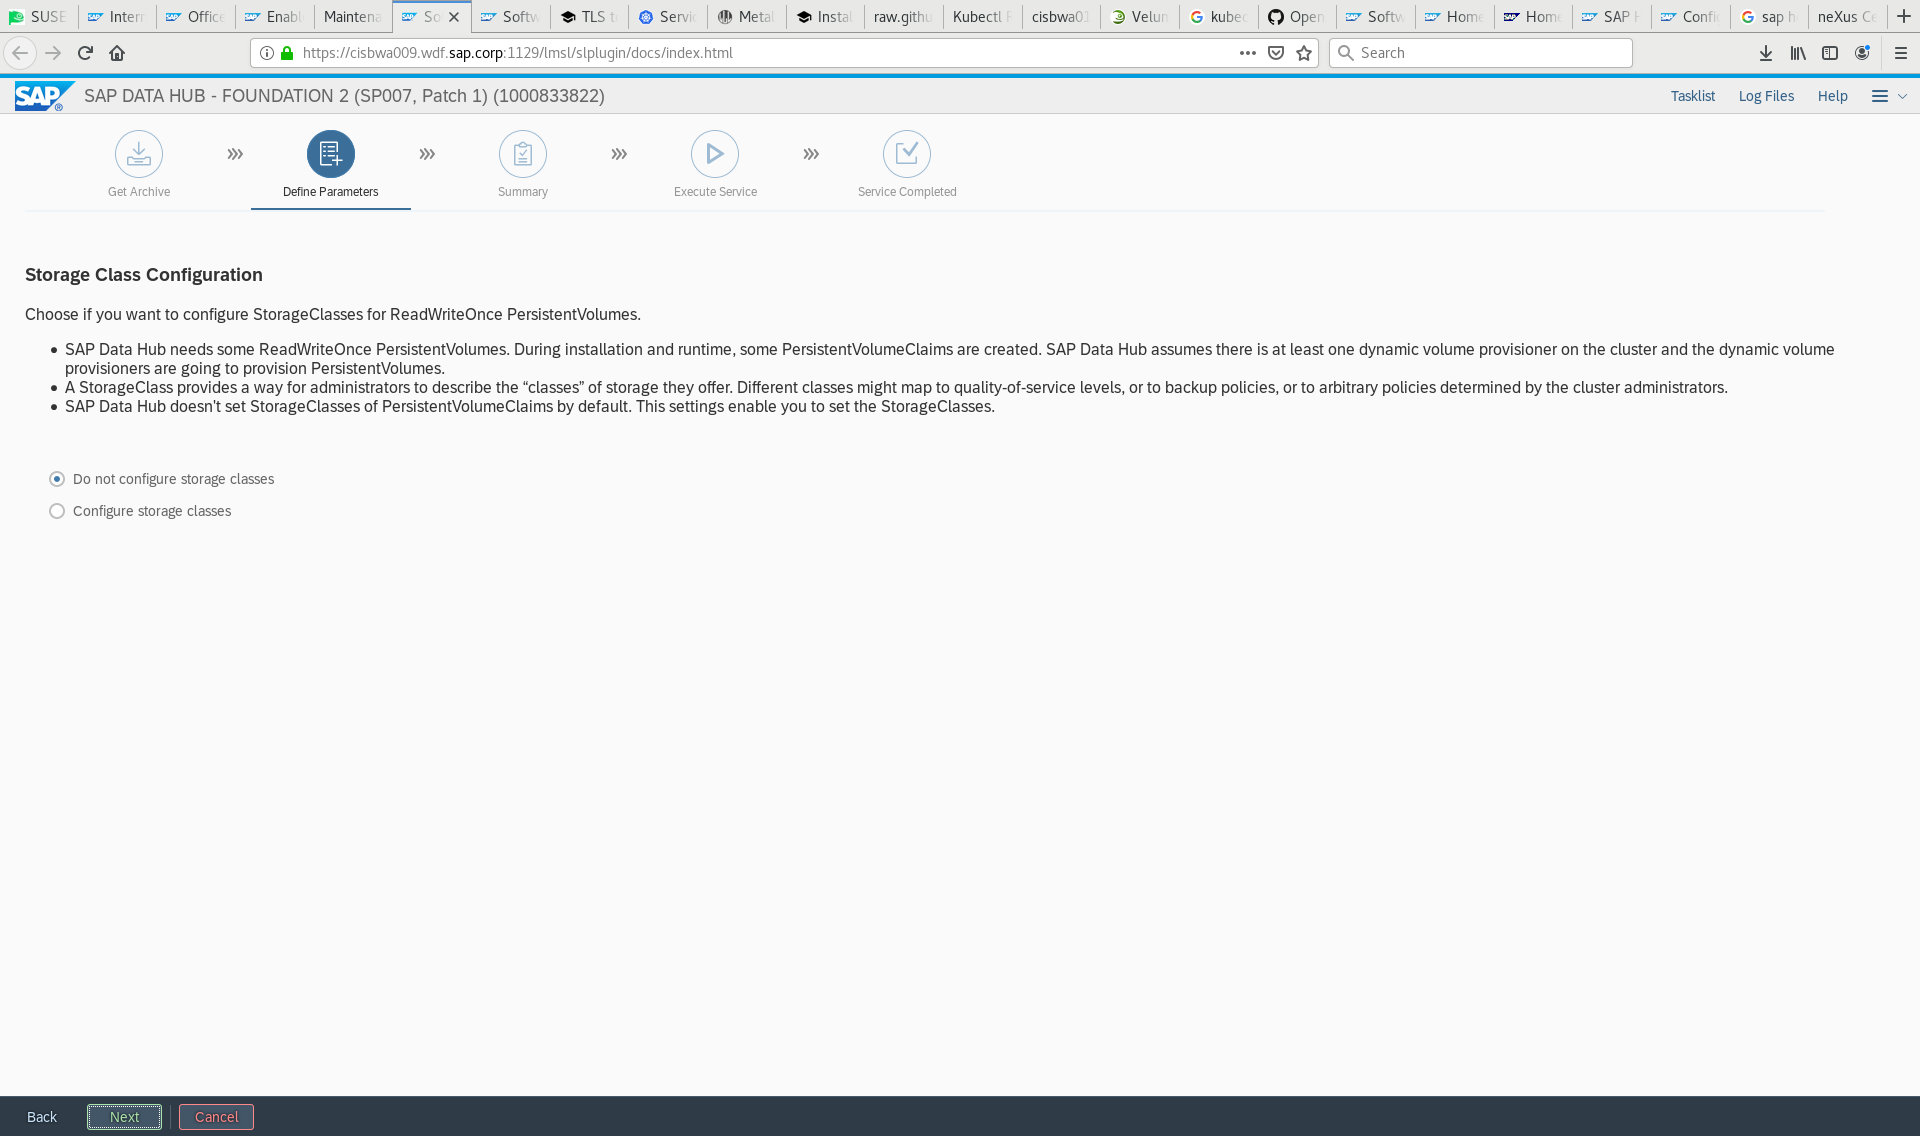 SUSE Intern Office Enabl Maintena So Softw TLS t Servic Metal Instal raw.githu Kubectl cisbwa01 Velun kubec Open Softw Home Home SAP Confi sap h neXus Ce
https://cisbwa009.wdf.sap.corp:1129/lmsl/slplugin/docs/index.html
Search
SAP
SAP DATA HUB - FOUNDATION 2 (SP007, Patch 1) (1000833822)
Tasklist
Log Files
Help
Get Archive
Define Parameters
Summary
Execute Service
Service Completed
Storage Class Configuration
Choose if you want to configure StorageClasses for ReadWriteOnce PersistentVolumes.
SAP Data Hub needs some ReadWriteOnce PersistentVolumes. During installation and runtime, some PersistentVolumeClaims are created. SAP Data Hub assumes there is at least one dynamic volume provisioner on the cluster and the dynamic volume
provisioners are going to provision PersistentVolumes.
A StorageClass provides a way for administrators to describe the “classes” of storage they offer. Different classes might map to quality-of-service levels, or to backup policies, or to arbitrary policies determined by the cluster administrators.
SAP Data Hub doesn't set StorageClasses of PersistentVolumeClaims by default. This settings enable you to set the StorageClasses.
Do not configure storage classes
Configure storage classes
Back
Next
Cancel